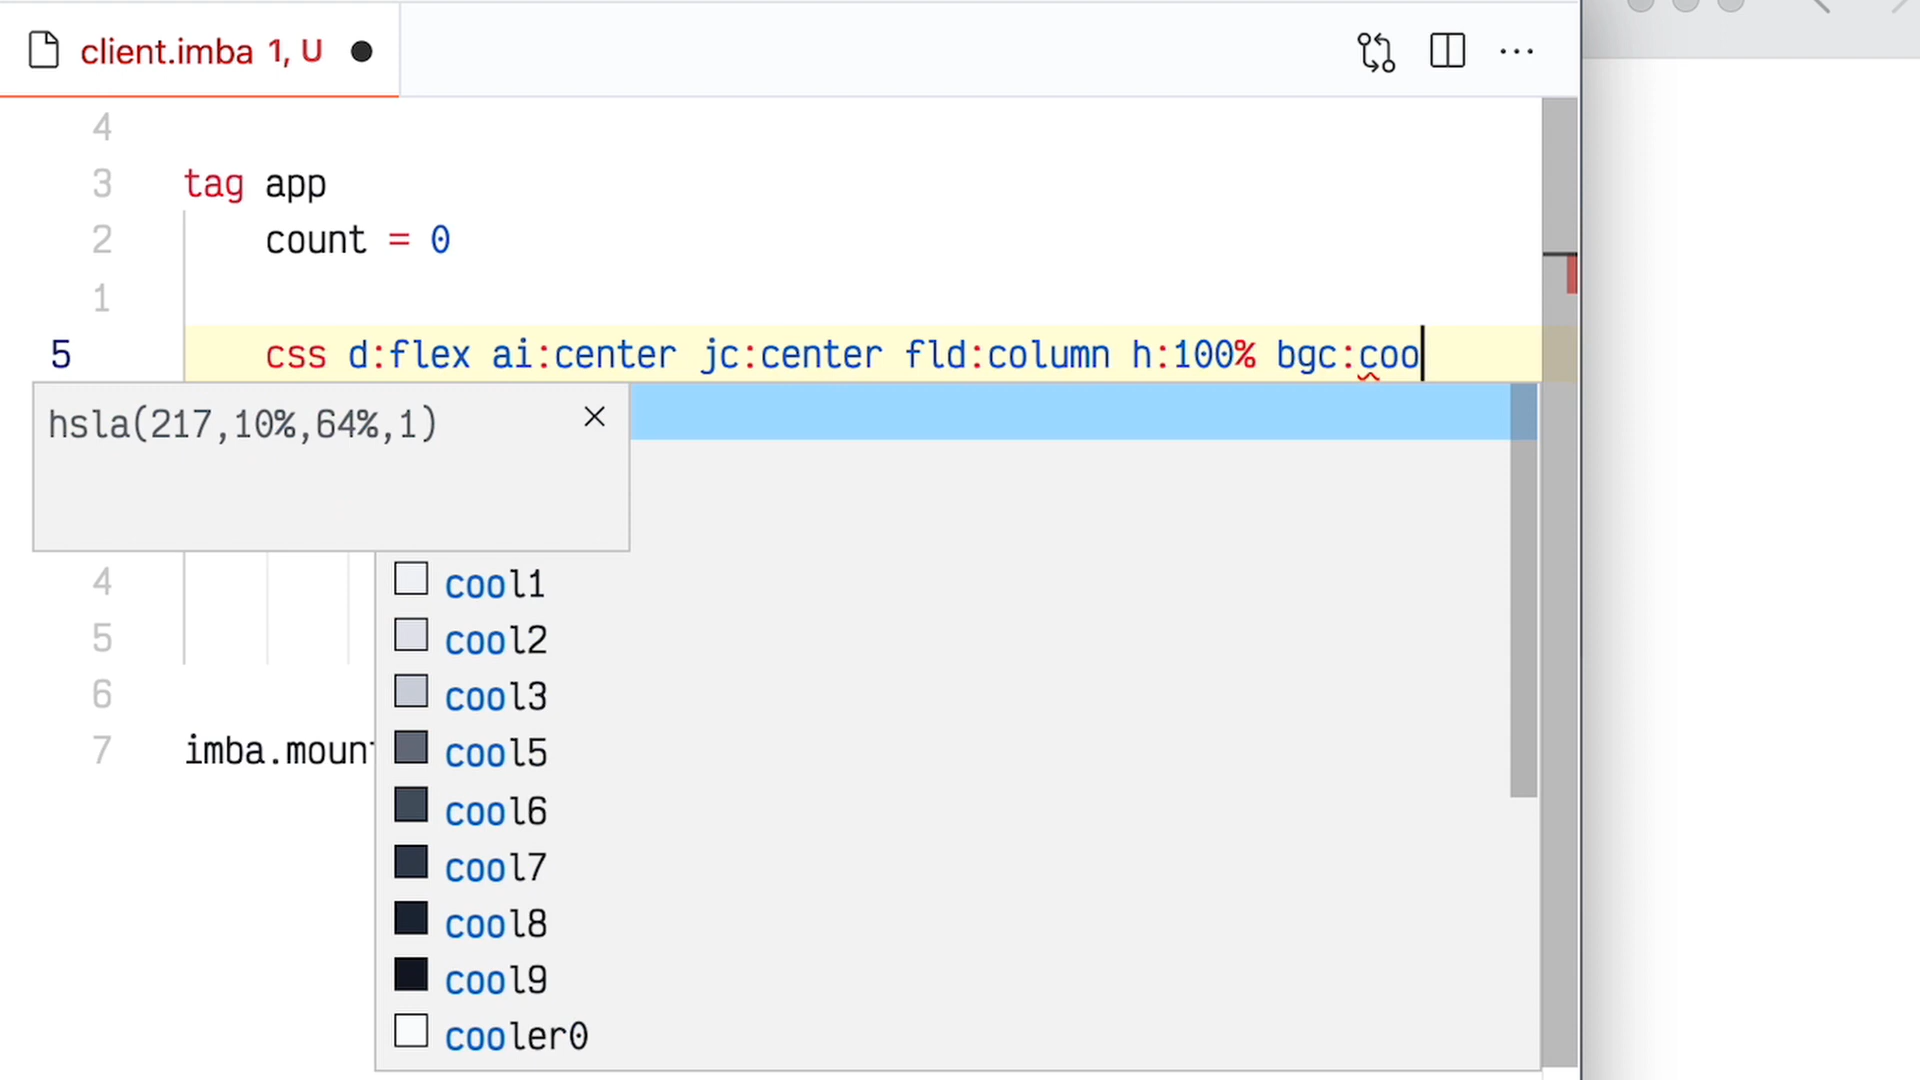 client.imba 1, U
4
3 tag app
2 count = 0
1
5 css d:flex ai:center jc:center fld:column h:100% bgc:coo
hsla(217,10%,64%,1)
4 cool1
5 cool2
6 cool3
7 imba.moun cool5
cool6
cool7
cool8
cool9
cooler0